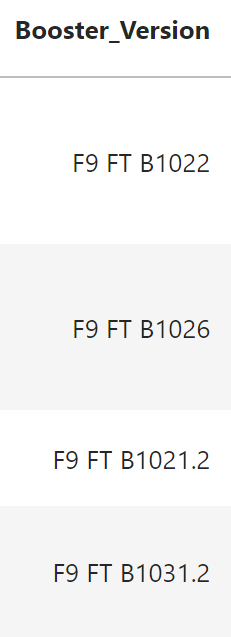 Booster_Version
F9 FT B1022
F9 FT B1026
F9 FT B1021.2
F9 FT B1031.2